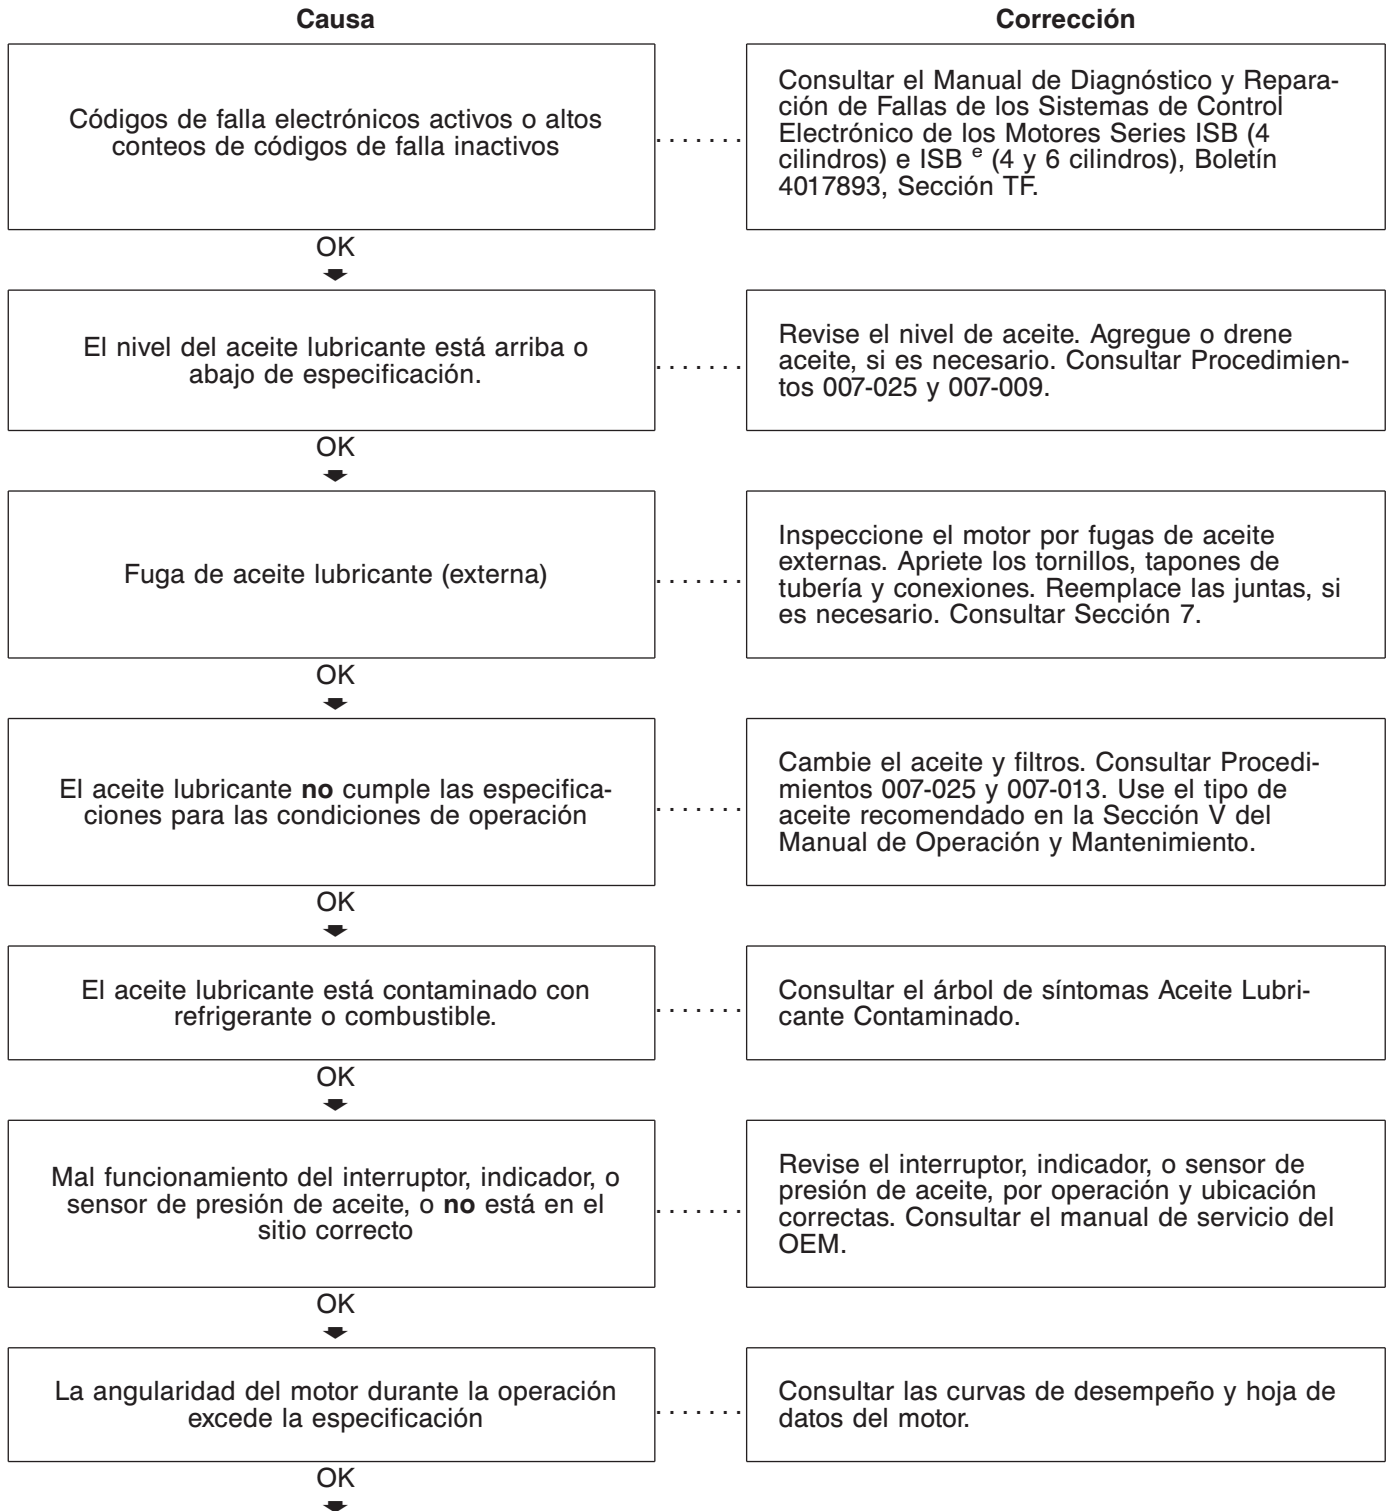 Causa
Corrección
Códigos de falla electrónicos activos o altos
conteos de códigos de falla inactivos
Consultar el Manual de Diagnóstico y Repara-
ción de Fallas de los Sistemas de Control
Electrónico de los Motores Series ISB (4
cilindros) e ISB e (4 y 6 cilindros), Boletín
4017893, Sección TF.
OK
El nivel del aceite lubricante está arriba o
abajo de especificación.
Revise el nivel de aceite. Agregue o drene
aceite, si es necesario. Consultar Procedimien-
tos 007-025 y 007-009.
OK
Fuga de aceite lubricante (externa)
Inspeccione el motor por fugas de aceite
externas. Apriete los tornillos, tapones de
tubería y conexiones. Reemplace las juntas, si
es necesario. Consultar Sección 7.
OK
El aceite lubricante no cumple las especifica-
ciones para las condiciones de operación
Cambie el aceite y filtros. Consultar Procedi-
mientos 007-025 y 007-013. Use el tipo de
aceite recomendado en la Sección V del
Manual de Operación y Mantenimiento.
OK
El aceite lubricante está contaminado con
refrigerante o combustible.
Consultar el árbol de síntomas Aceite Lubri-
cante Contaminado.
OK
Mal funcionamiento del interruptor, indicador, o
sensor de presión de aceite, o no está en el
sitio correcto
Revise el interruptor, indicador, o sensor de
presión de aceite, por operación y ubicación
correctas. Consultar el manual de servicio del
OEM.
OK
La angularidad del motor durante la operación
excede la especificación
Consultar las curvas de desempeño y hoja de
datos del motor.
OK